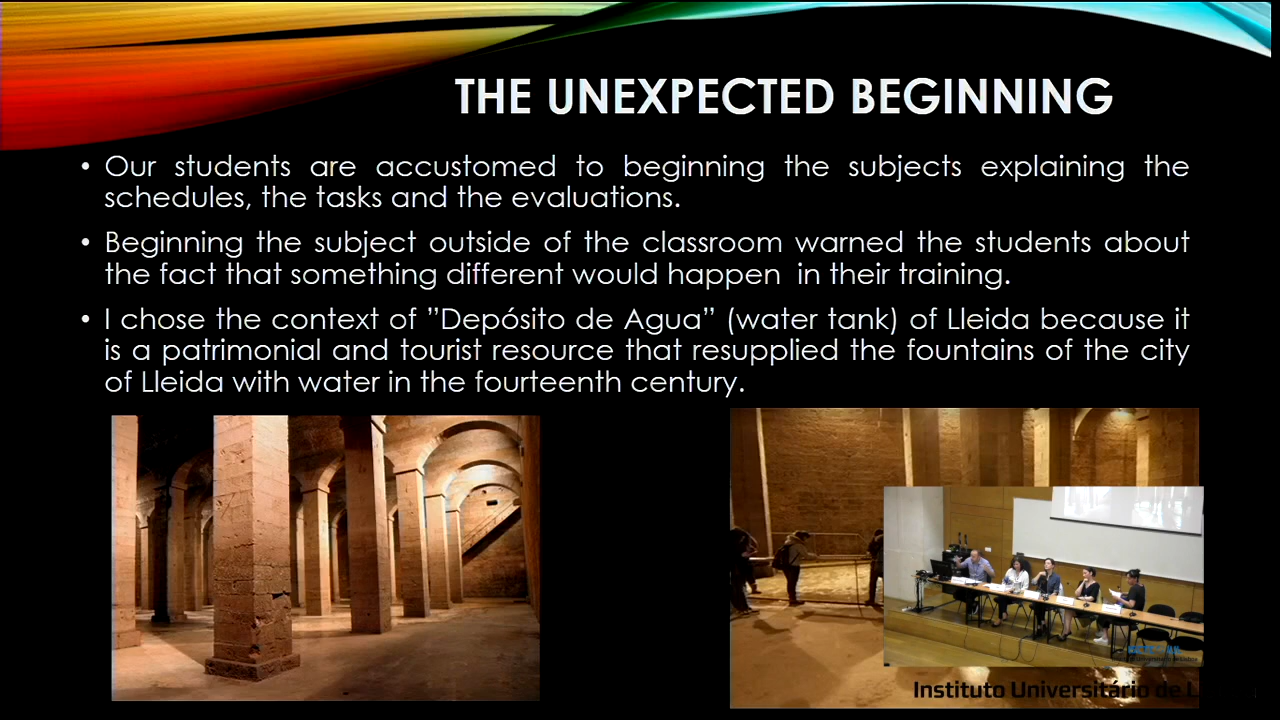 THE UNEXPECTED BEGINNING
• Our students are accustomed to beginning the subjects explaining the
schedules, the tasks and the evaluations.
• Beginning the subject outside of the classroom warned the students about
the fact that something different would happen in their training.
• I chose the context of ”Depósito de Agua” (water tank) of Lleida because it
is a patrimonial and tourist resource that resupplied the fountains of the city
of Lleida with water in the fourteenth century.
Instituto Universitário de L